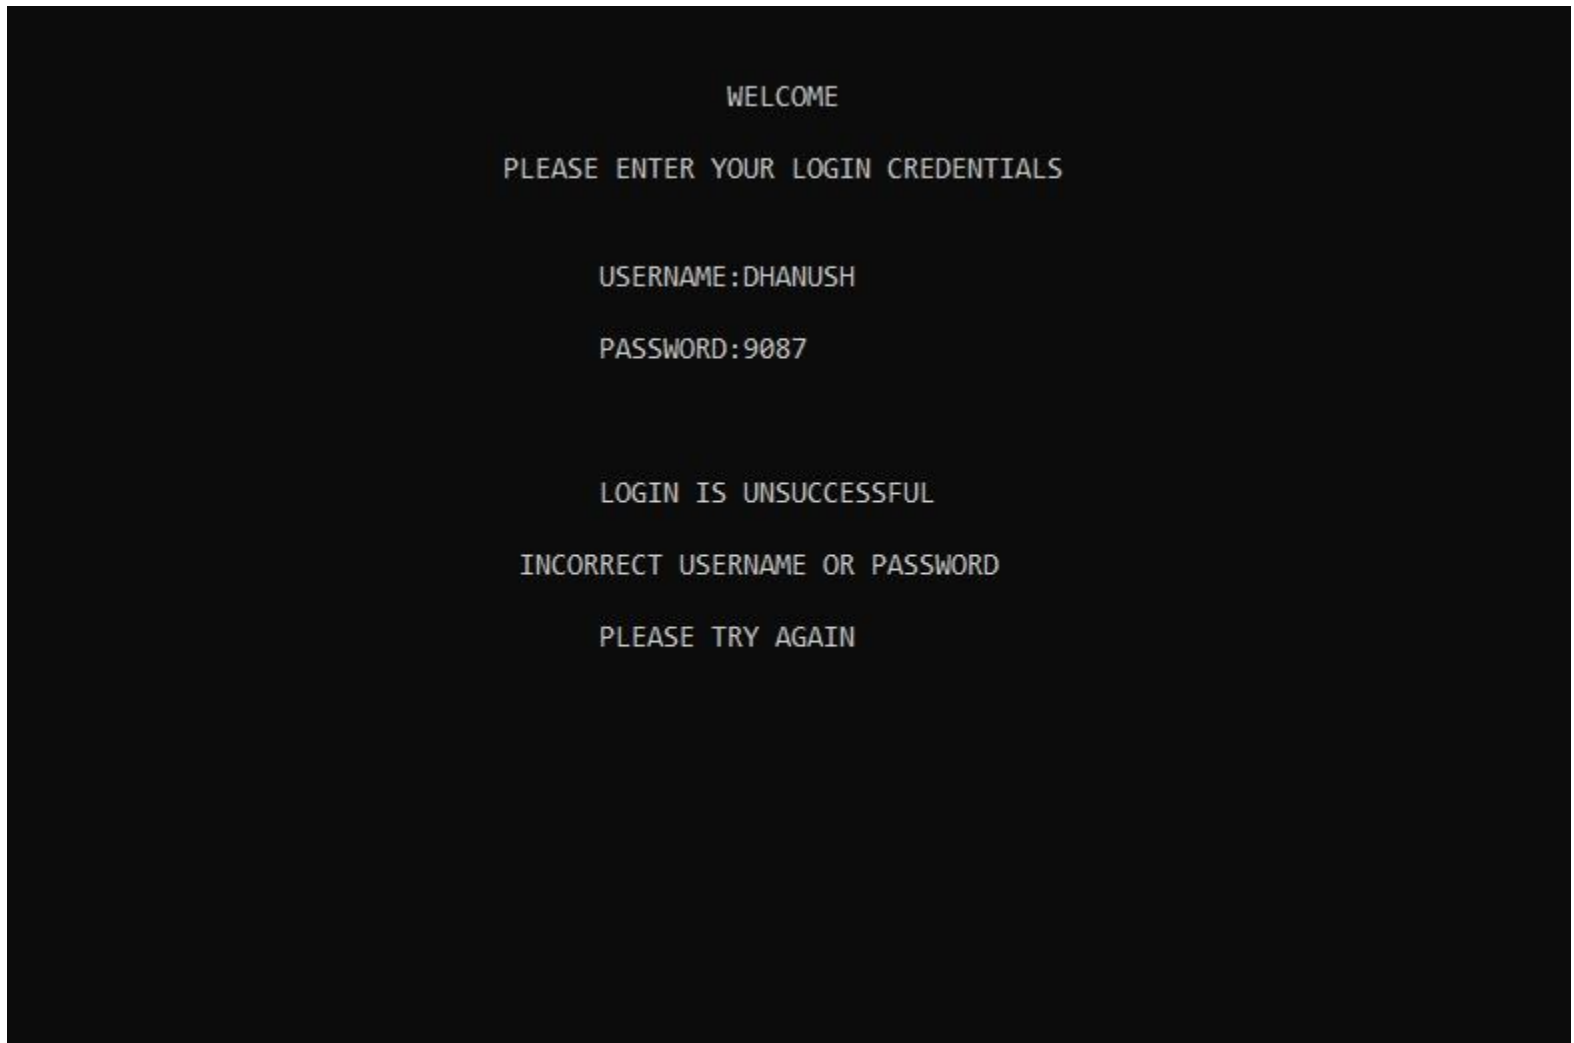 WELCOME
PLEASE ENTER YOUR LOGIN CREDENTIALS
USERNAME:DHANUSH
PASSWORD:9087
LOGIN IS UNSUCCESSFUL
INCORRECT USERNAME OR PASSWORD
PLEASE TRY AGAIN